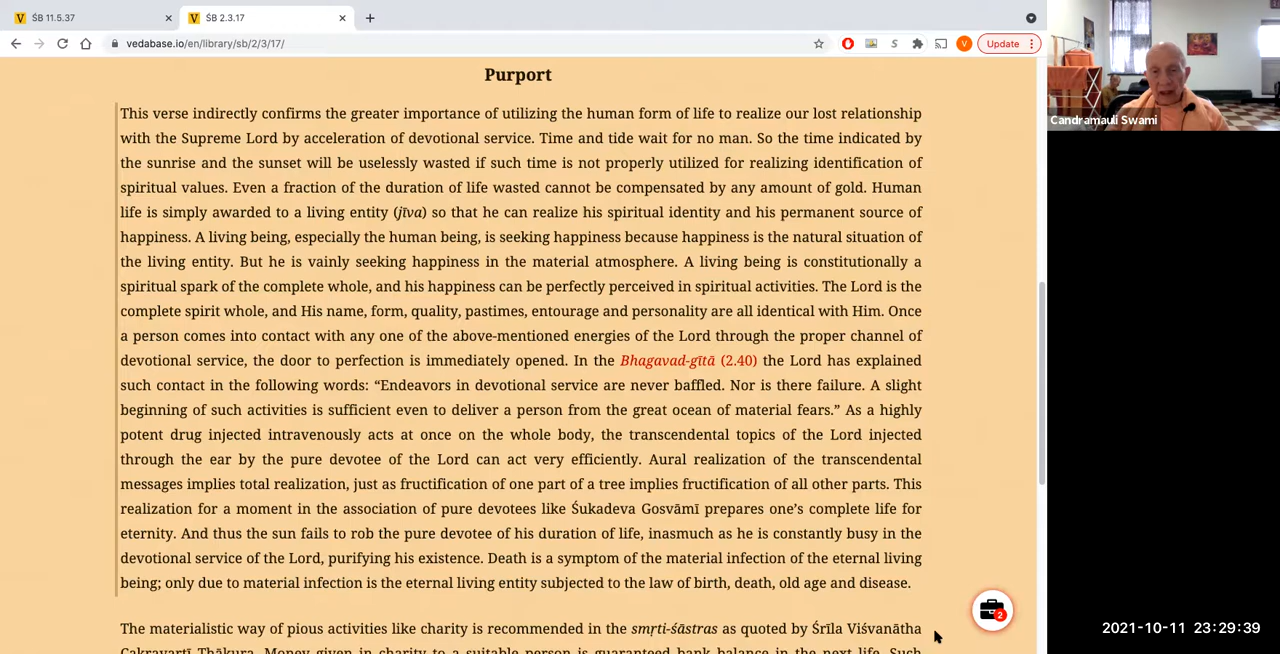 ŚB 11.5.37
ŚB 2.3.17
vedabase.io/en/library/sb/2/3/17/
S
V
Update
Candramauli Swami
Purport
This verse indirectly confirms the greater importance of utilizing the human form of life to realize our lost relationship
with the Supreme Lord by acceleration of devotional service. Time and tide wait for no man. So the time indicated by
the sunrise and the sunset will be uselessly wasted if such time is not properly utilized for realizing identification of
spiritual values. Even a fraction of the duration of life wasted cannot be compensated by any amount of gold. Human
life is simply awarded to a living entity (jīva) so that he can realize his spiritual identity and his permanent source of
happiness. A living being, especially the human being, is seeking happiness because happiness is the natural situation of
the living entity. But he is vainly seeking happiness in the material atmosphere. A living being is constitutionally a
spiritual spark of the complete whole, and his happiness can be perfectly perceived in spiritual activities. The Lord is the
complete spirit whole, and His name, form, quality, pastimes, entourage and personality are all identical with Him. Once
a person comes into contact with any one of the above-mentioned energies of the Lord through the proper channel of
devotional service, the door to perfection is immediately opened. In the Bhagavad-gītā (2.40) the Lord has explained
such contact in the following words: “Endeavors in devotional service are never baffled. Nor is there failure. A slight
beginning of such activities is sufficient even to deliver a person from the great ocean of material fears.” As a highly
potent drug injected intravenously acts at once on the whole body, the transcendental topics of the Lord injected
through the ear by the pure devotee of the Lord can act very efficiently. Aural realization of the transcendental
messages implies total realization, just as fructification of one part of a tree implies fructification of all other parts. This
realization for a moment in the association of pure devotees like Śukadeva Gosvāmī prepares one’s complete life for
eternity. And thus the sun fails to rob the pure devotee of his duration of life, inasmuch as he is constantly busy in the
devotional service of the Lord, purifying his existence. Death is a symptom of the material infection of the eternal living
being; only due to material infection is the eternal living entity subjected to the law of birth, death, old age and disease.
2
The materialistic way of pious activities like charity is recommended in the smṛti-śāstras as quoted by Śrīla Viśvanātha
Cakravartī Ṭhākura. Money given in charity to a suitable person is guaranteed bank balance in the next life. Such
2021-10-11 23:29:39